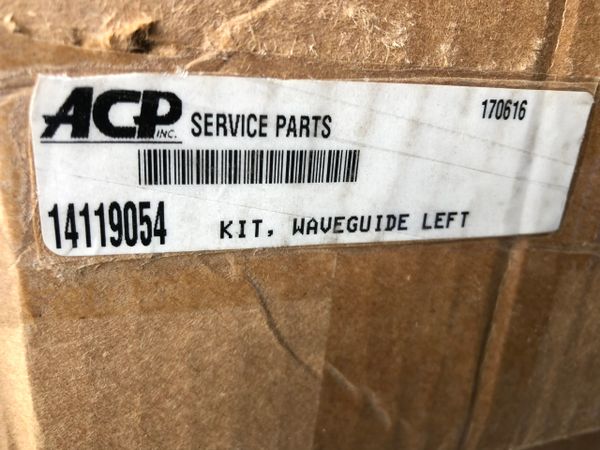 ACP INC. SERVICE PARTS 170616
14119054 KIT, WAVEGUIDE LEFT